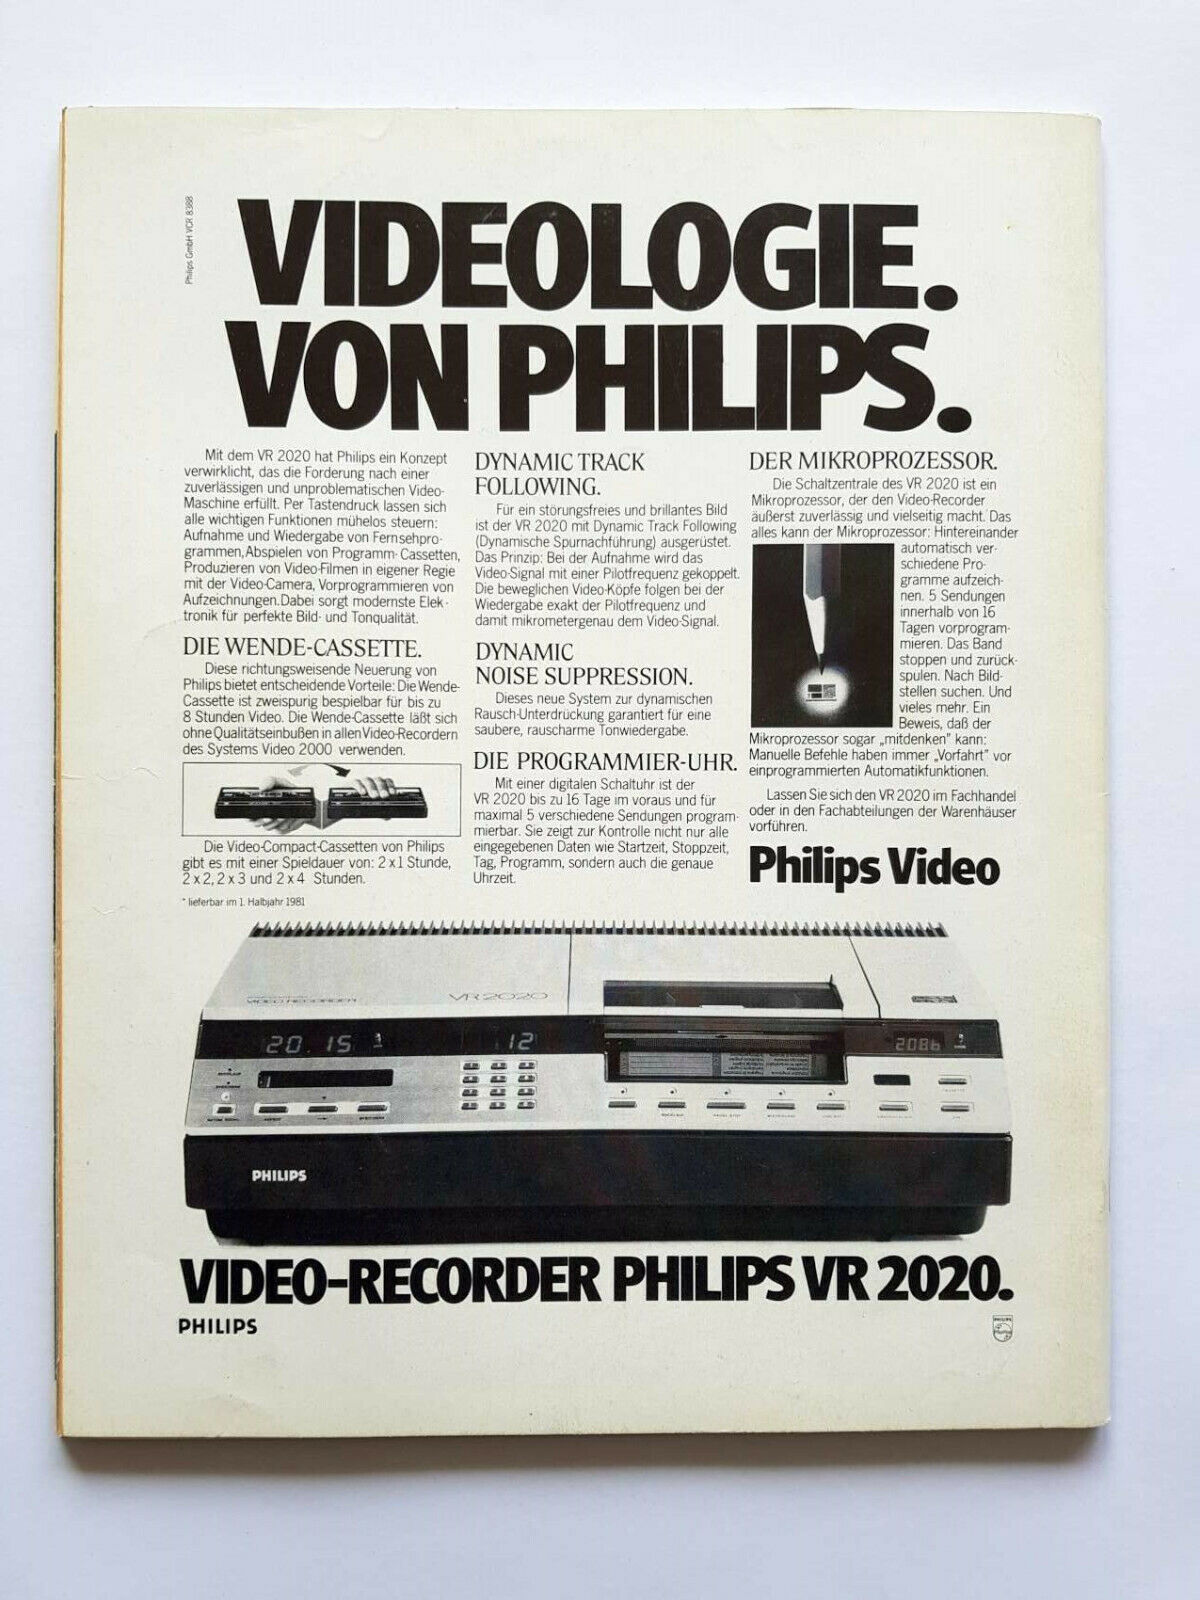 Philips GmbH VCR 8388
VIDEOLOGIE.
VON PHILIPS.
Mit dem VR 2020 hat Philips ein Konzept
verwirklicht, das die Forderung nach einer
zuverlässigen und unproblematischen Video-
Maschine erfüllt. Per Tastendruck lassen sich
alle wichtigen Funktionen mühelos steuern:
Aufnahme und Wiedergabe von Fernsehpro-
grammen, Abspielen von Programm-Cassetten,
Produzieren von Video-Filmen in eigener Regie
mit der Video-Camera, Vorprogrammieren von
Aufzeichnungen. Dabei sorgt modernste Elek-
tronik für perfekte Bild- und Tonqualität.
DIE WENDE-CASSETTE.
Diese richtungsweisende Neuerung von
Philips bietet entscheidende Vorteile: Die Wende-
Cassette ist zweispurig bespielbar für bis zu
8 Stunden Video. Die Wende-Cassette läßt sich
ohne Qualitätseinbußen in allen Video-Recordern
des Systems Video 2000 verwenden.
Die Video-Compact-Cassetten von Philips
gibt es mit einer Spieldauer von: 2 x 1 Stunde,
2 x 2, 2 x 3 und 2 x 4 Stunden.
* lieferbar im 1. Halbjahr 1981
DYNAMIC TRACK
FOLLOWING.
Für ein störungsfreies und brillantes Bild
ist der VR 2020 mit Dynamic Track Following
(Dynamische Spurnachführung) ausgerüstet.
Das Prinzip: Bei der Aufnahme wird das
Video-Signal mit einer Pilotfrequenz gekoppelt.
Die beweglichen Video-Köpfe folgen bei der
Wiedergabe exakt der Pilotfrequenz und
damit mikrometergenau dem Video-Signal.
DYNAMIC
NOISE SUPPRESSION.
Dieses neue System zur dynamischen
Rausch-Unterdrückung garantiert für eine
saubere, rauscharme Tonwiedergabe.
DIE PROGRAMMIER-UHR.
Mit einer digitalen Schaltuhr ist der
VR 2020 bis zu 16 Tage im voraus und für
maximal 5 verschiedene Sendungen program-
mierbar. Sie zeigt zur Kontrolle nicht nur alle
eingegebenen Daten wie Startzeit, Stoppzeit,
Tag, Programm, sondern auch die genaue
Uhrzeit.
DER MIKROPROZESSOR.
Die Schaltzentrale des VR 2020 ist ein
Mikroprozessor, der den Video-Recorder
äußerst zuverlässig und vielseitig macht. Das
alles kann der Mikroprozessor: Hintereinander
automatisch ver-
schiedene Pro-
gramme aufzeich-
nen. 5 Sendungen
innerhalb von 16
Tagen vorprogram-
mieren. Das Band
stoppen und zurück-
spulen. Nach Bild-
stellen suchen. Und
vieles mehr. Ein
Beweis, daß der
Mikroprozessor sogar „mitdenken" kann:
Manuelle Befehle haben immer „Vorfahrt" vor
einprogrammierten Automatikfunktionen.
Lassen Sie sich den VR 2020 im Fachhandel
oder in den Fachabteilungen der Warenhäuser
vorführen.
Philips Video
VIDEO RECORDER
VR 2020
20 15
12
2086
PHILIPS
VIDEO-RECORDER PHILIPS VR 2020.
PHILIPS
PHILIPS